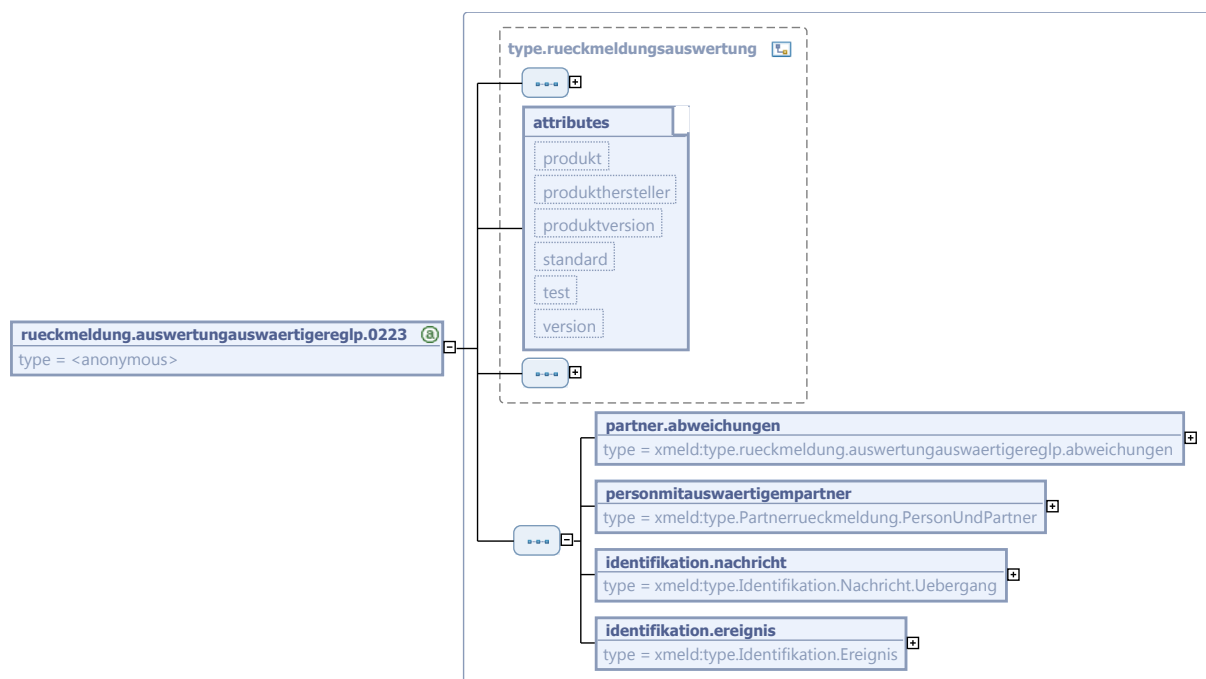 type.rueckmeldungsauswertung
attributes
produkt
produkthersteller
produktversion
standard
test
version
rueckmeldung.auswertungauswaertigereglp.0223
type = <anonymous>
partner.abweichungen
type = xmeld:type.rueckmeldung.auswertungauswaertigereglp.abweichungen
personmitauswaertigempartner
type = xmeld:type.Partnerrueckmeldung.PersonUndPartner
identifikation.nachricht
type = xmeld:type.Identifikation.Nachricht.Uebergang
identifikation.ereignis
type = xmeld:type.Identifikation.Ereignis